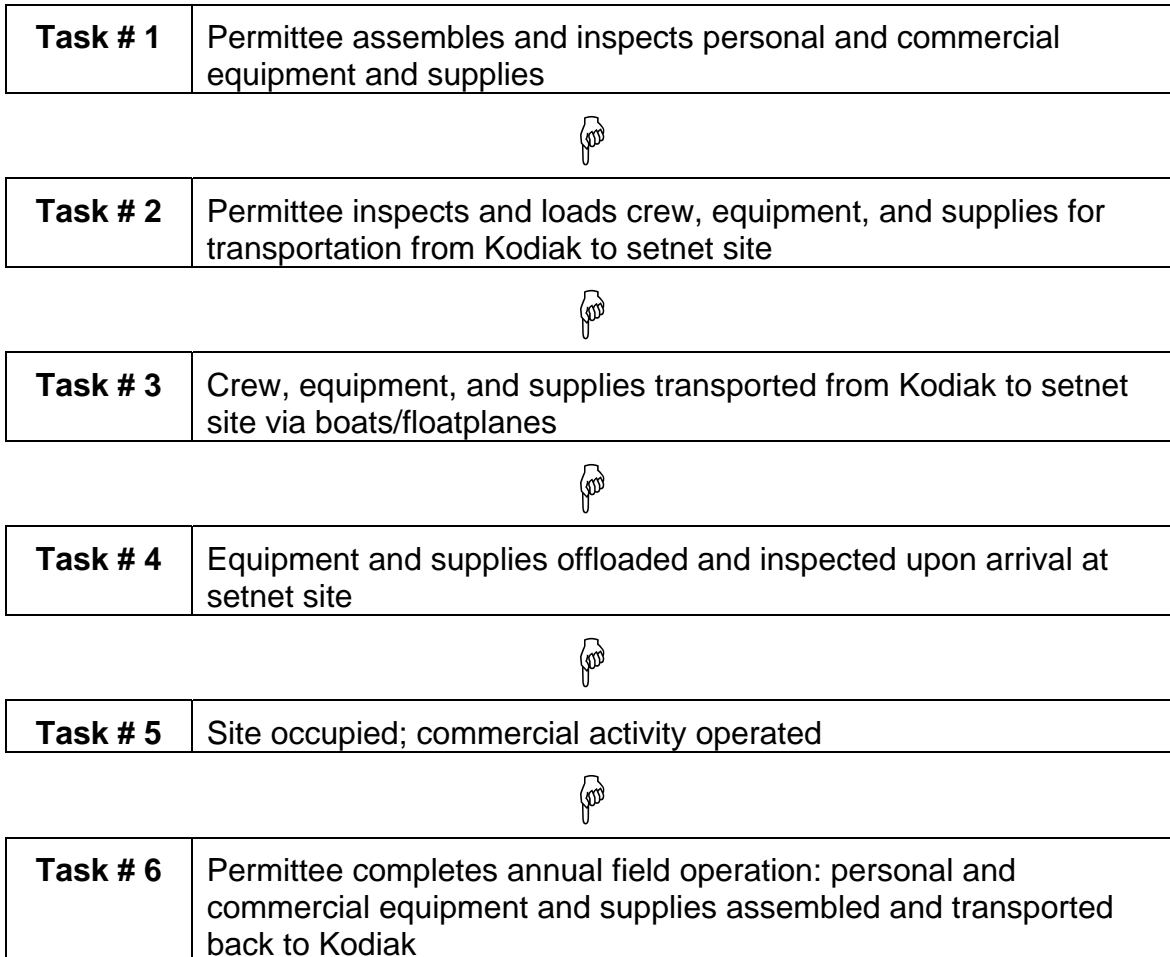 Task # 1
Permittee assembles and inspects personal and commercial
equipment and supplies
Task # 2
Permittee inspects and loads crew, equipment, and supplies for
transportation from Kodiak to setnet site
Task # 3
Crew, equipment, and supplies transported from Kodiak to setnet
site via boats/floatplanes
Task # 4
Equipment and supplies offloaded and inspected upon arrival at
setnet site
Task # 5
Site occupied; commercial activity operated
Task # 6
Permittee completes annual field operation: personal and
commercial equipment and supplies assembled and transported
back to Kodiak